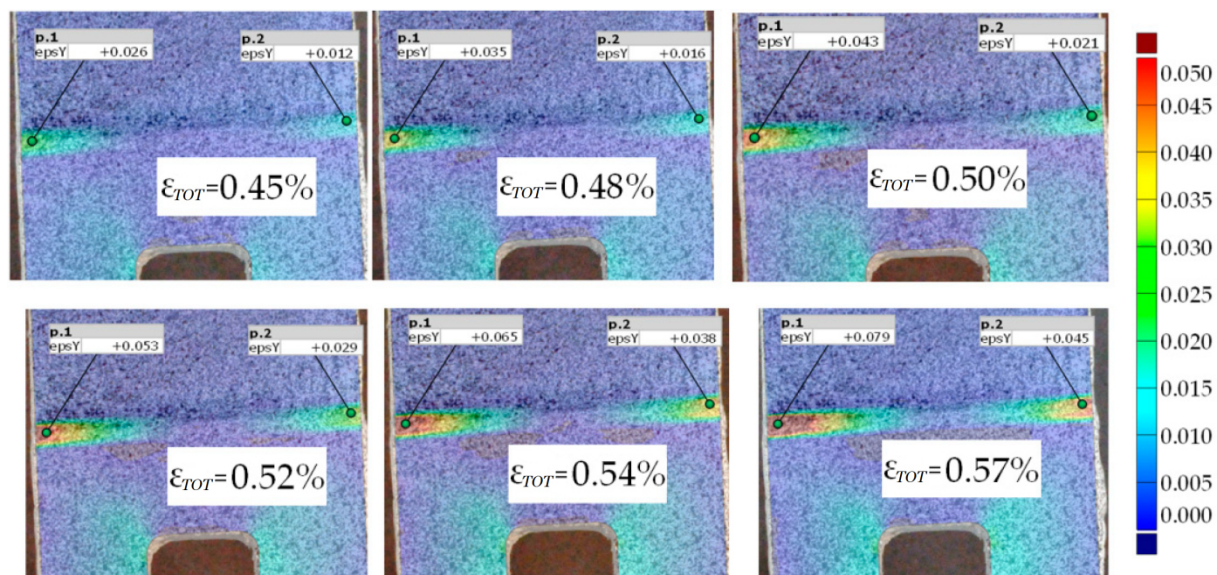 p.1
epsY +0.026
p.2
epsY +0.012
εTOT=0.45%
p.1
epsY +0.035
p.2
epsY +0.016
εTOT=0.48%
p.1
epsY +0.043
p.2
epsY +0.021
εTOT=0.50%
p.1
epsY +0.053
p.2
epsY +0.029
εTOT=0.52%
p.1
epsY +0.065
p.2
epsY +0.038
εTOT=0.54%
p.1
epsY +0.079
p.2
epsY +0.045
εTOT=0.57%
0.050
0.045
0.040
0.035
0.030
0.025
0.020
0.015
0.010
0.005
0.000